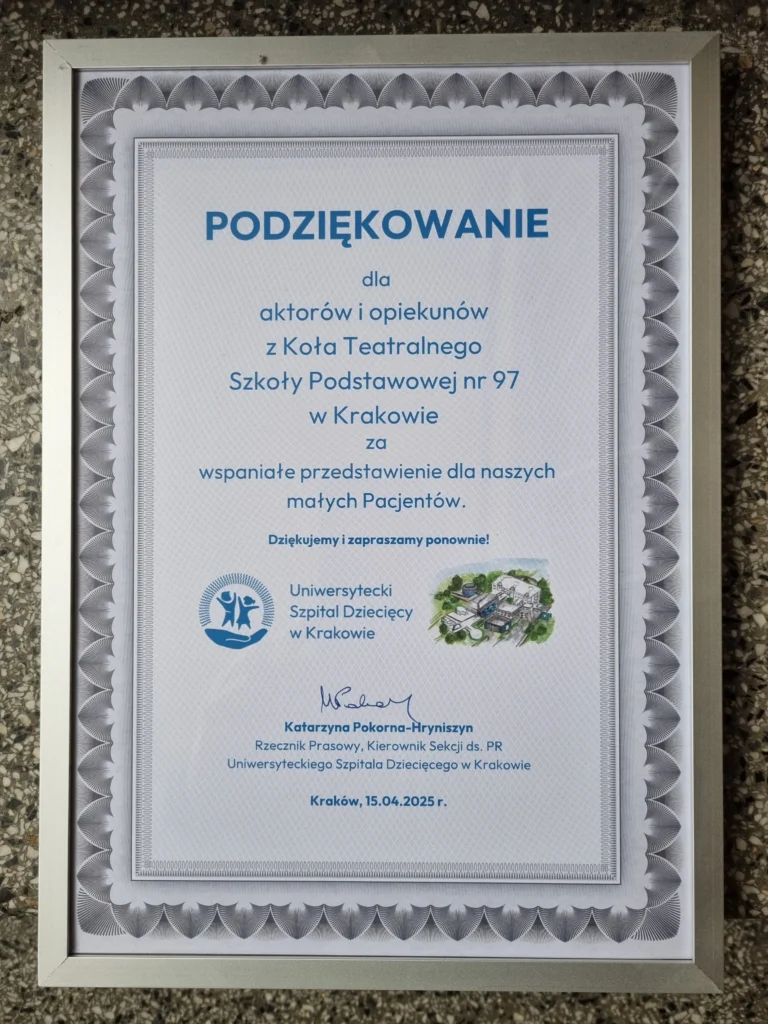 PODZIĘKOWANIE
dla
aktorów i opiekunów
z Koła Teatralnego
Szkoły Podstawowej nr 97
w Krakowie
za
wspaniałe przedstawienie dla naszych
małych Pacjentów.
Dziękujemy i zapraszamy ponownie!
Uniwersytecki
Szpital Dziecięcy
w Krakowie
Katarzyna Pokorna-Hryniszyn
Rzecznik Prasowy, Kierownik Sekcji ds. PR
Uniwersyteckiego Szpitala Dziecięcego w Krakowie
Kraków, 15.04.2025 r.